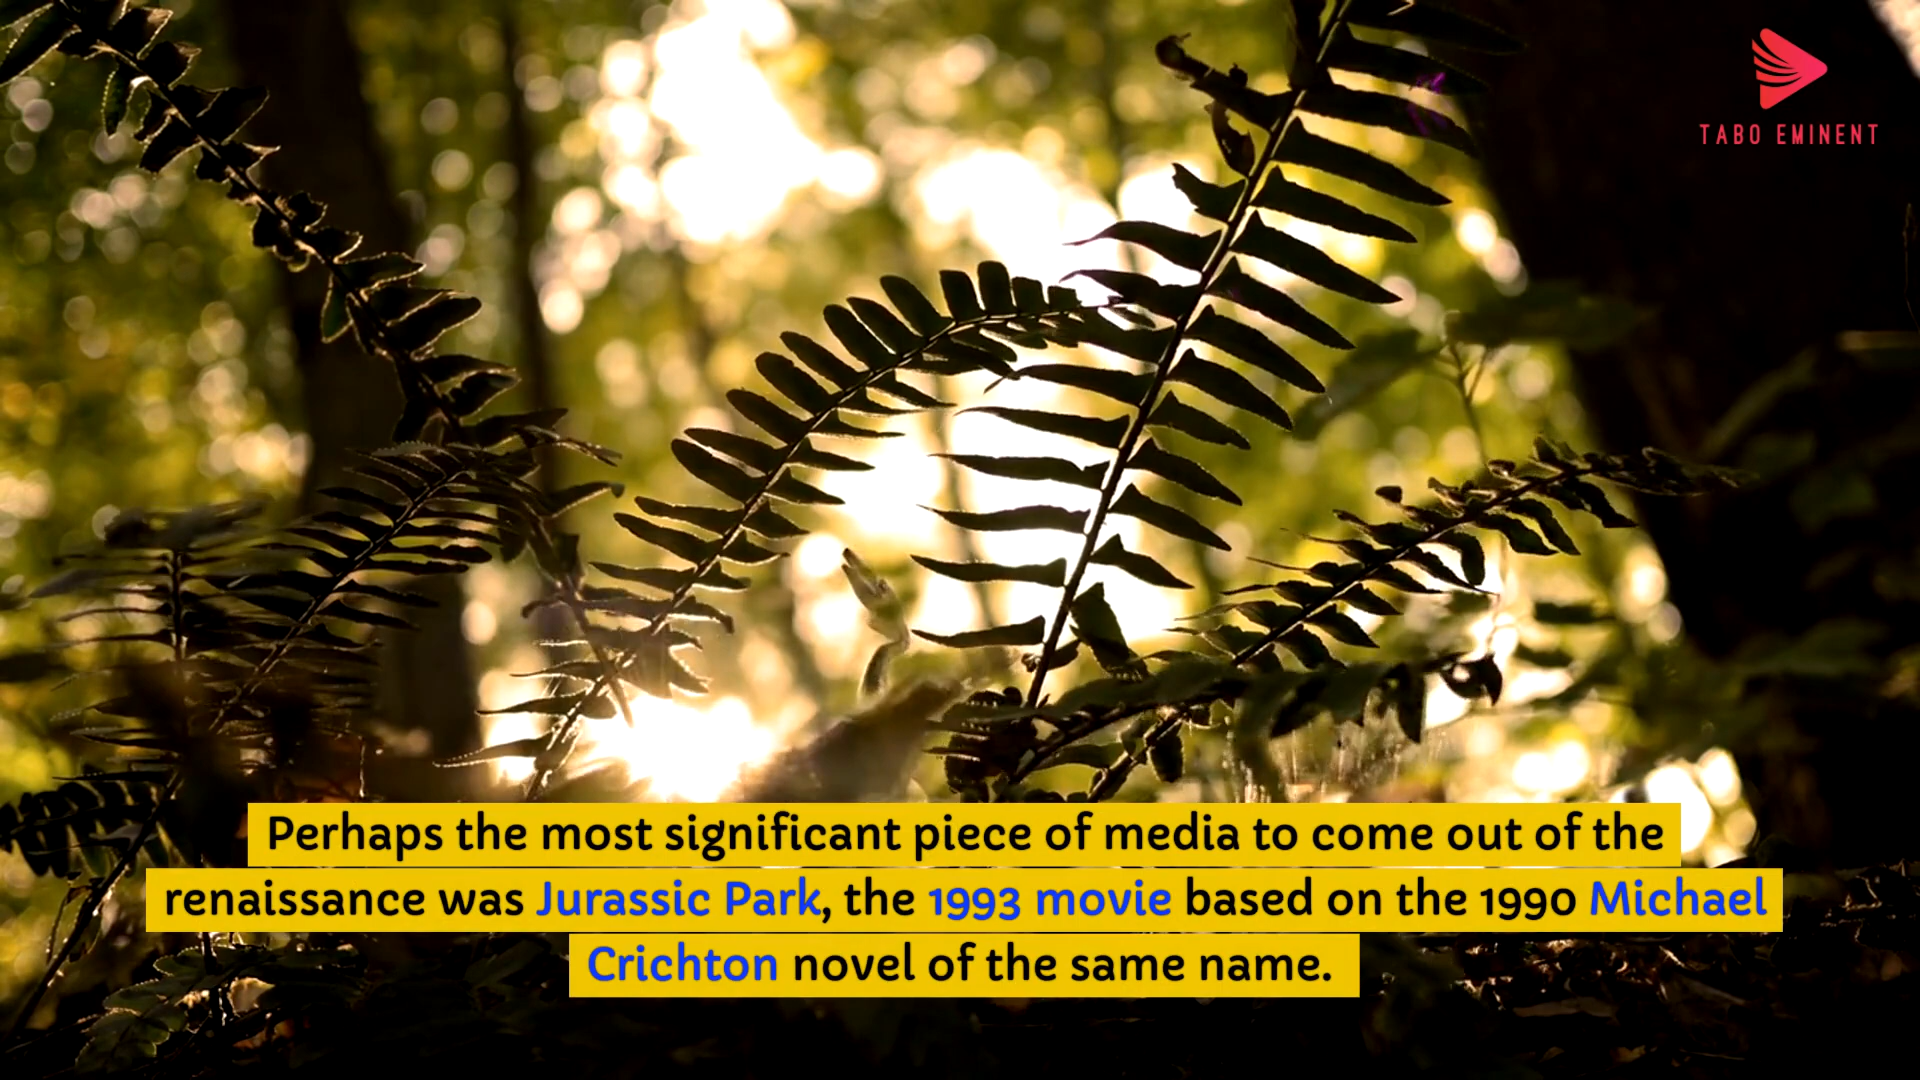 TABO EMINENT
Perhaps the most significant piece of media to come out of the
renaissance was Jurassic Park, the 1993 movie based on the 1990 Michael
Crichton novel of the same name.